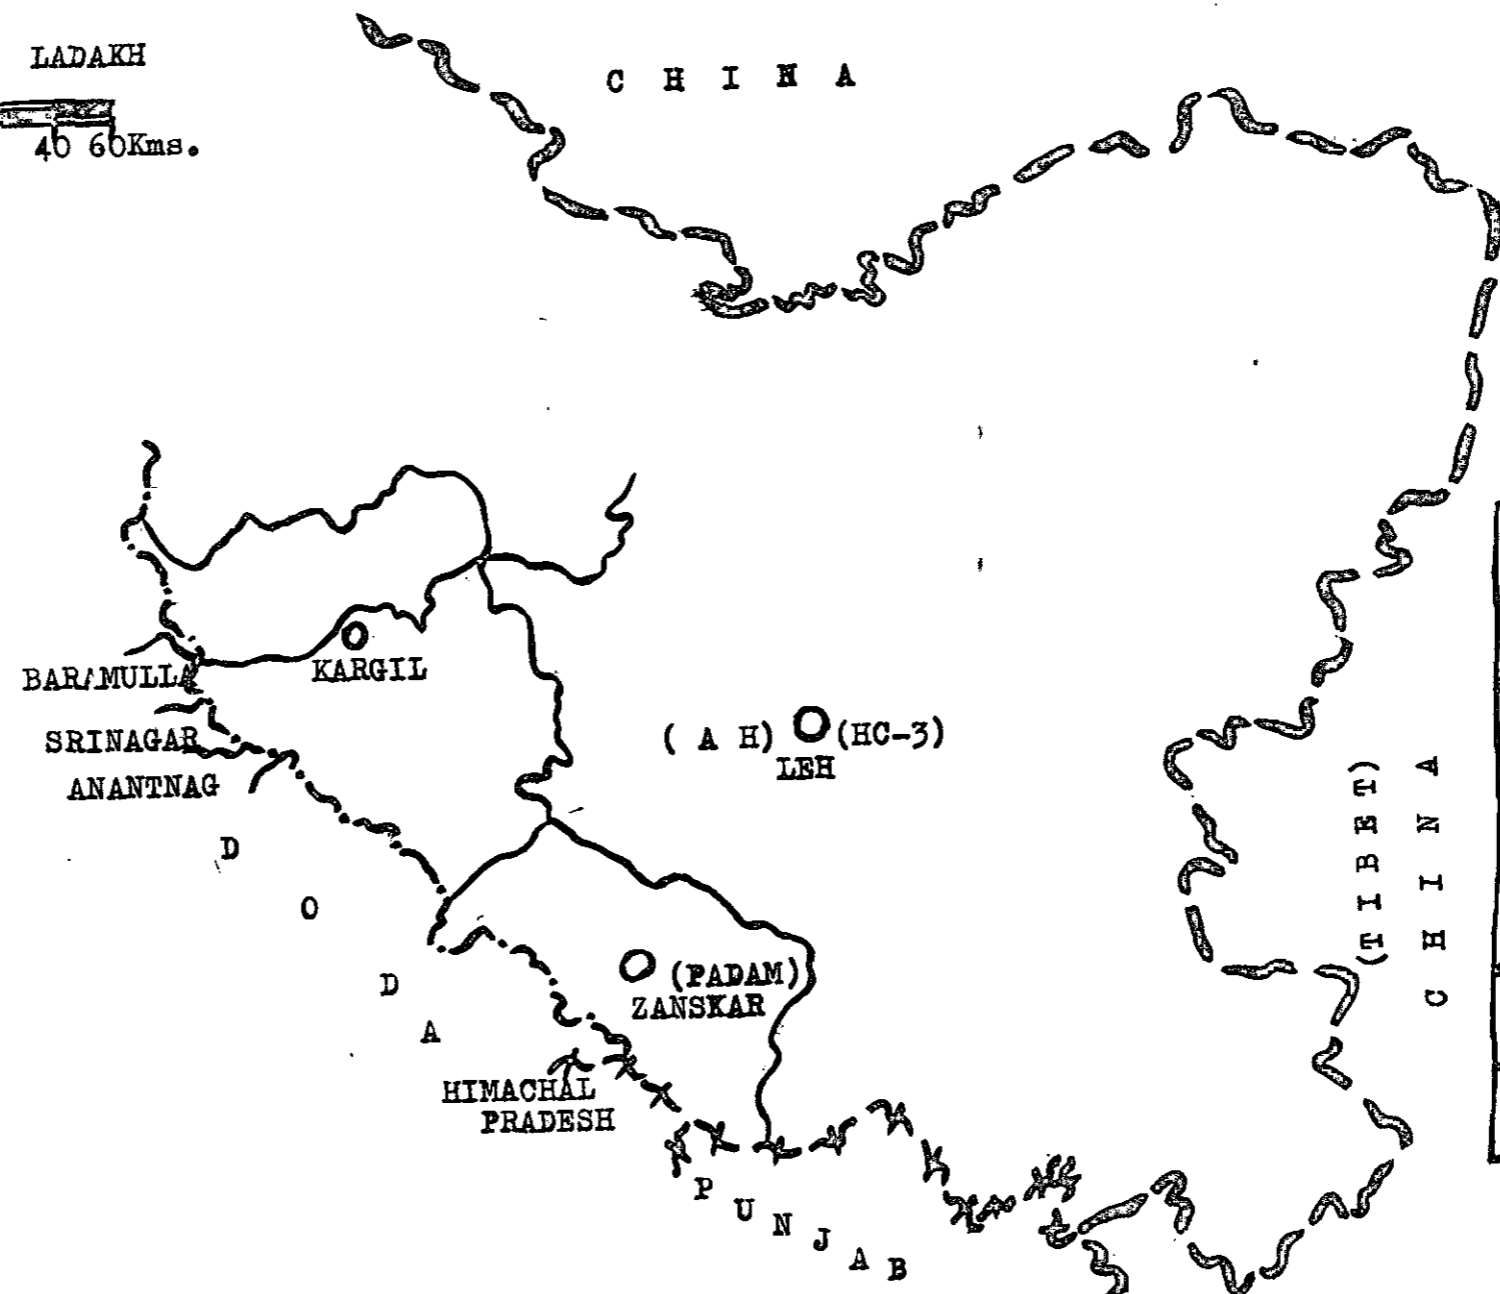 LADAKH
C H I N A
40 60Kms.
BARAMULLA
KARGIL
SRINAGAR
( A H) (HC-3)
LEH
ANANTNAG
D O D A
(PADAM)
ZANSKAR
HIMACHAL
PRADESH
P U N J A B
(TIBET)
C H I N A